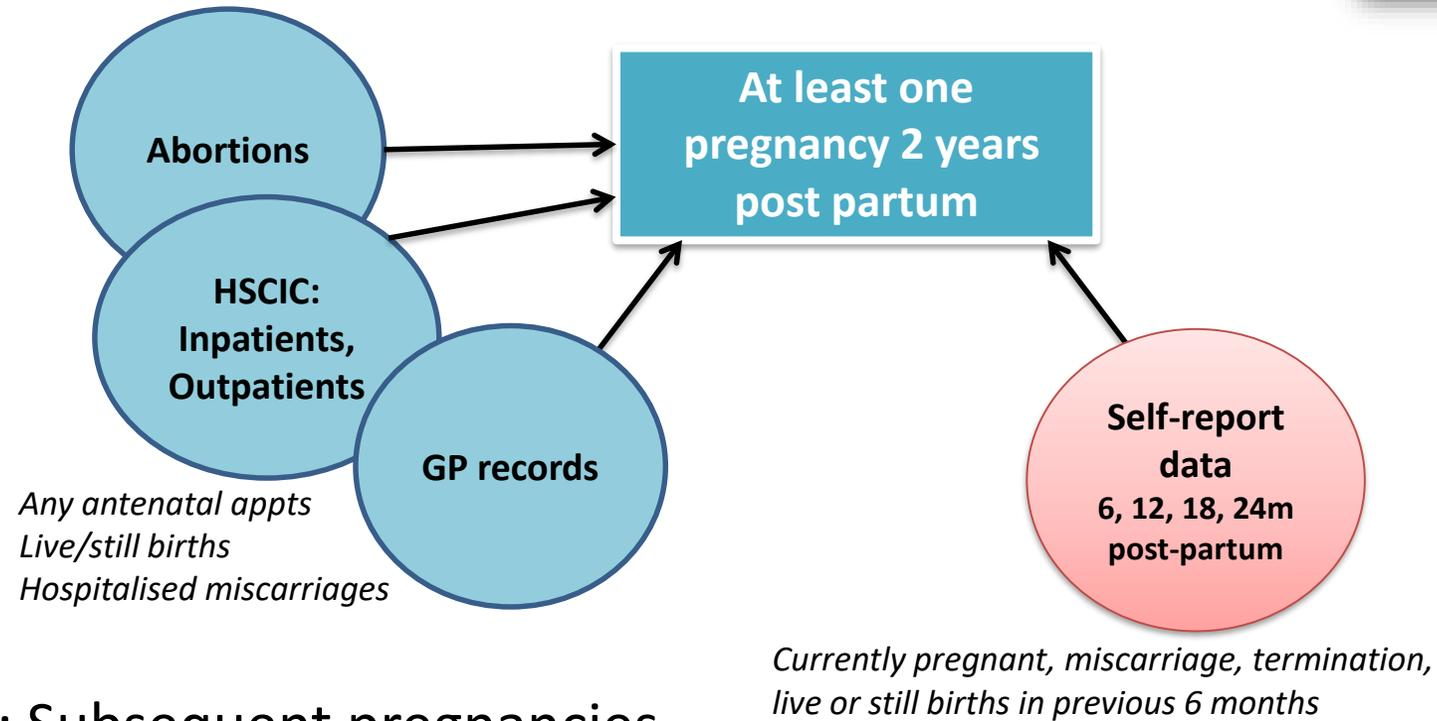 Abortions
At least one
pregnancy 2 years
post partum
HSCIC:
Inpatients,
Outpatients
GP records
Any antenatal appts
Live/still births
Hospitalised miscarriages
Self-report
data
6, 12, 18, 24m
post-partum
Currently pregnant, miscarriage, termination,
live or still births in previous 6 months
: Subsequent pregnancies